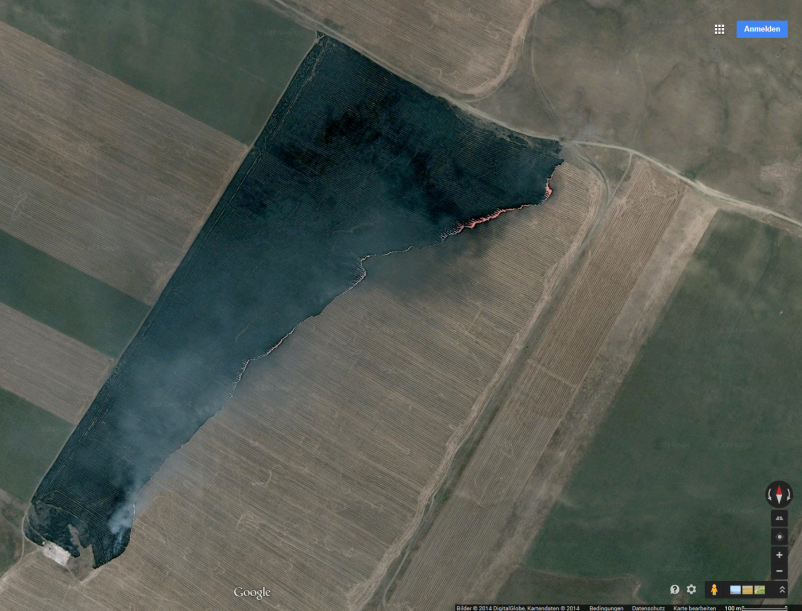 Anmelden
Google
Bilder © 2014 DigitalGlobe, Kartendaten © 2014 Bedingungen Datenschutz Karte bearbeiten 100 m